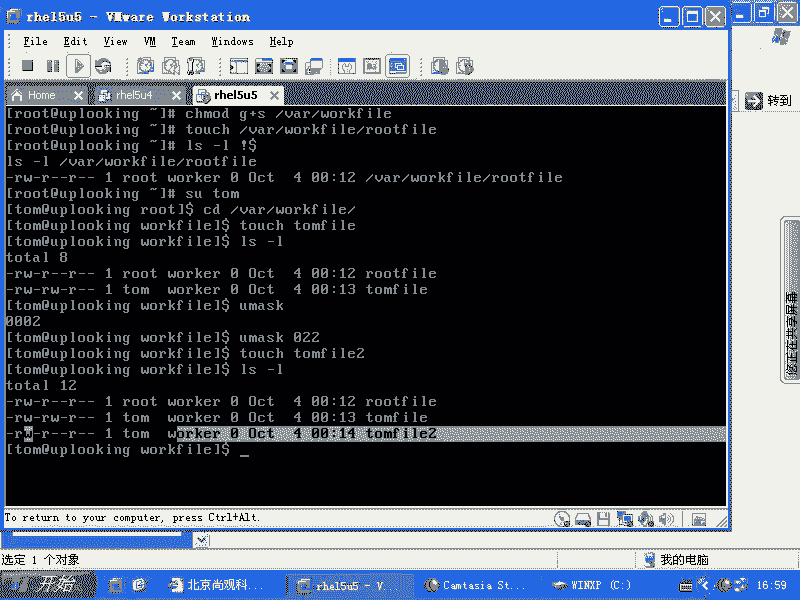 rhel5u5 - VMware Workstation
File Edit View VM Team Windows Help
Home rhel5u4 rhel5u5
转到
[root@uplooking ~]# chmod g+s /var/workfile
[root@uplooking ~]# touch /var/workfile/rootfile
[root@uplooking ~]# ls -l !$
ls -l /var/workfile/rootfile
-rw-r--r-- 1 root worker 0 Oct  4 00:12 /var/workfile/rootfile
[root@uplooking ~]# su tom
[tom@uplooking root]$ cd /var/workfile/
[tom@uplooking workfile]$ touch tomfile
[tom@uplooking workfile]$ ls -l
total 8
-rw-r--r-- 1 root worker 0 Oct  4 00:12 rootfile
-rw-rw-r-- 1 tom  worker 0 Oct  4 00:13 tomfile
[tom@uplooking workfile]$ umask
0002
[tom@uplooking workfile]$ umask 022
[tom@uplooking workfile]$ touch tomfile2
[tom@uplooking workfile]$ ls -l
total 12
-rw-r--r-- 1 root worker 0 Oct  4 00:12 rootfile
-rw-rw-r-- 1 tom  worker 0 Oct  4 00:13 tomfile
-rw-r--r-- 1 tom  worker 0 Oct  4 00:14 tomfile2
[tom@uplooking workfile]$ _
您正在共享屏幕
To return to your computer, press Ctrl+Alt.
选定 1 个对象
我的电脑
开始 北京尚观科... rhel5u5 - V... Camtasia St... WINXP (C:) 16:59